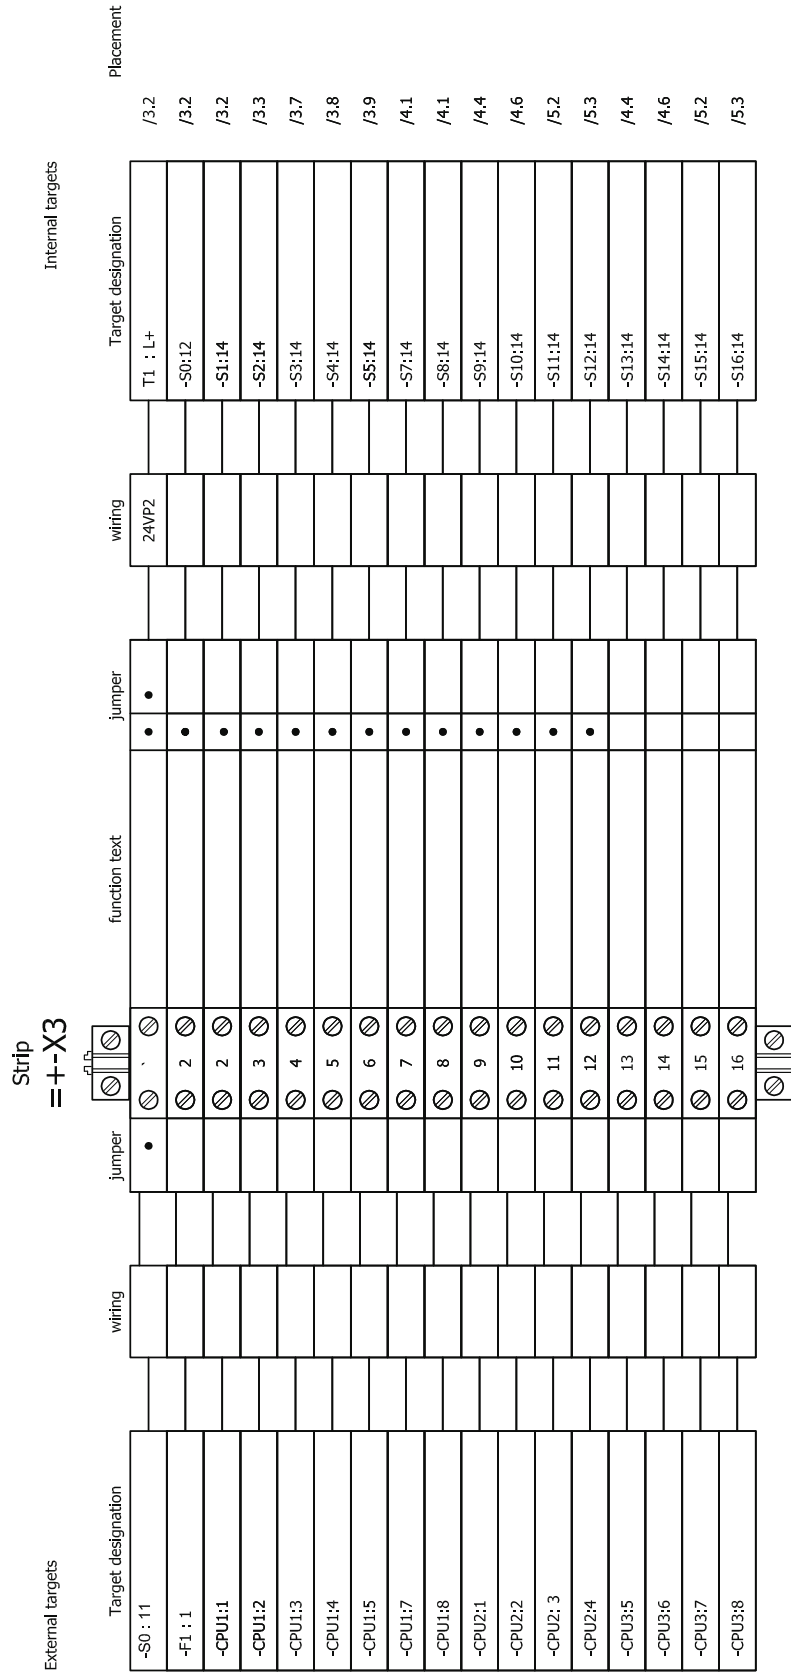 Strip
=+-X3
External targets
Internal targets
Target designation
wiring
jumper
function text
jumper
wiring
Target designation
Placement
-S0 : 11 ` 24VP2 T1 : L+ /3.2
-F1 : 1 2 -S0:12 /3.2
-CPU1:1 2 -S1:14 /3.2
-CPU1:2 3 -S2:14 /3.3
-CPU1:3 4 -S3:14 /3.7
-CPU1:4 5 -S4:14 /3.8
-CPU1:5 6 -S5:14 /3.9
-CPU1:7 7 -S7:14 /4.1
-CPU1:8 8 -S8:14 /4.1
-CPU2:1 9 -S9:14 /4.4
-CPU2:2 10 -S10:14 /4.6
-CPU2: 3 11 -S11:14 /5.2
-CPU2:4 12 -S12:14 /5.3
-CPU3:5 13 -S13:14 /4.4
-CPU3:6 14 -S14:14 /4.6
-CPU3:7 15 -S15:14 /5.2
-CPU3:8 16 -S16:14 /5.3